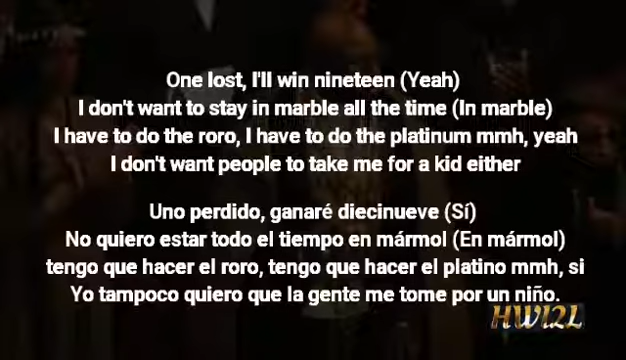 One lost, I'll win nineteen (Yeah)
I don't want to stay in marble all the time (In marble)
I have to do the roro, I have to do the platinum mmh, yeah
I don't want people to take me for a kid either
Uno perdido, ganaré diecinueve (Sí)
No quiero estar todo el tiempo en mármol (En mármol)
tengo que hacer el roro, tengo que hacer el platino mmh, si
Yo tampoco quiero que la gente me tome por un niño.
HWI2L